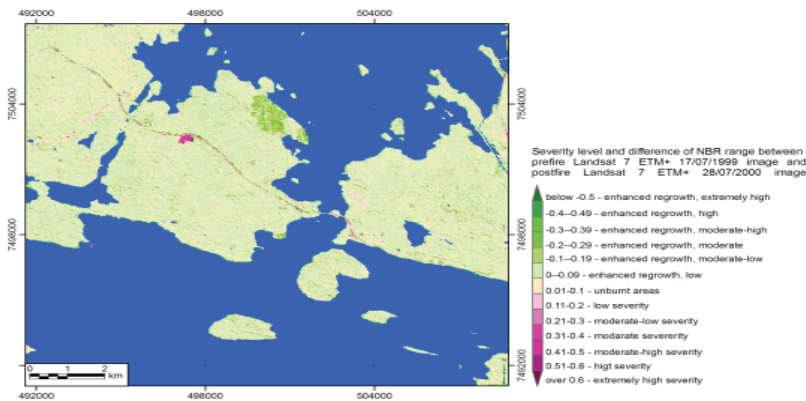 492000 498000 504000
7504000 7504000
Severity level and difference of NBR range between
prefire Landsat 7 ETM+ 17/07/1999 image and
postfire Landsat 7 ETM+ 28/07/2000 image
below -0.5 - enhanced regrowth, extremely high
-0.4--0.49 - enhanced regrowth, high
-0.3--0.39 - enhanced regrowth, moderate-high
-0.2--0.29 - enhanced regrowth, moderate
-0.1--0.19 - enhanced regrowth, moderate-low
7498000 7498000
0--0.09 - enhanced regrowth, low
0.01-0.1 - unburnt areas
0.11-0.2 - low severity
0.21-0.3 - moderate-low severity
0.31-0.4 - modarate severerity
0.41-0.5 - moderate-high severity
0.51-0.6 - higt severity
over 0.6 - extremely high severity
7492000 7492000
0 1 2
km
492000 498000 504000